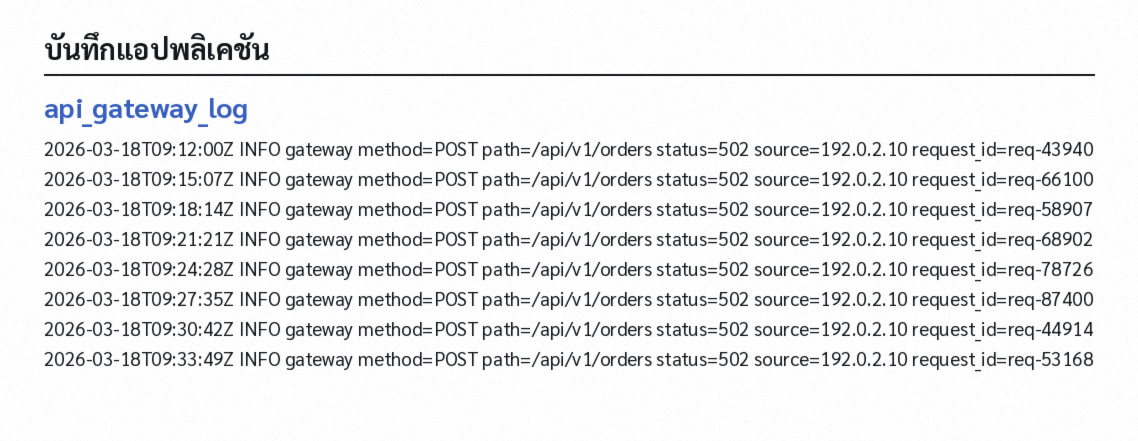 บันทึกแอปพลิเคชัน
api_gateway_log
2026-03-18T09:12:00Z INFO gateway method=POST path=/api/v1/orders status=502 source=192.0.2.10 request_id=req-43940
2026-03-18T09:15:07Z INFO gateway method=POST path=/api/v1/orders status=502 source=192.0.2.10 request_id=req-66100
2026-03-18T09:18:14Z INFO gateway method=POST path=/api/v1/orders status=502 source=192.0.2.10 request_id=req-58907
2026-03-18T09:21:21Z INFO gateway method=POST path=/api/v1/orders status=502 source=192.0.2.10 request_id=req-68902
2026-03-18T09:24:28Z INFO gateway method=POST path=/api/v1/orders status=502 source=192.0.2.10 request_id=req-78726
2026-03-18T09:27:35Z INFO gateway method=POST path=/api/v1/orders status=502 source=192.0.2.10 request_id=req-87400
2026-03-18T09:30:42Z INFO gateway method=POST path=/api/v1/orders status=502 source=192.0.2.10 request_id=req-44914
2026-03-18T09:33:49Z INFO gateway method=POST path=/api/v1/orders status=502 source=192.0.2.10 request_id=req-53168